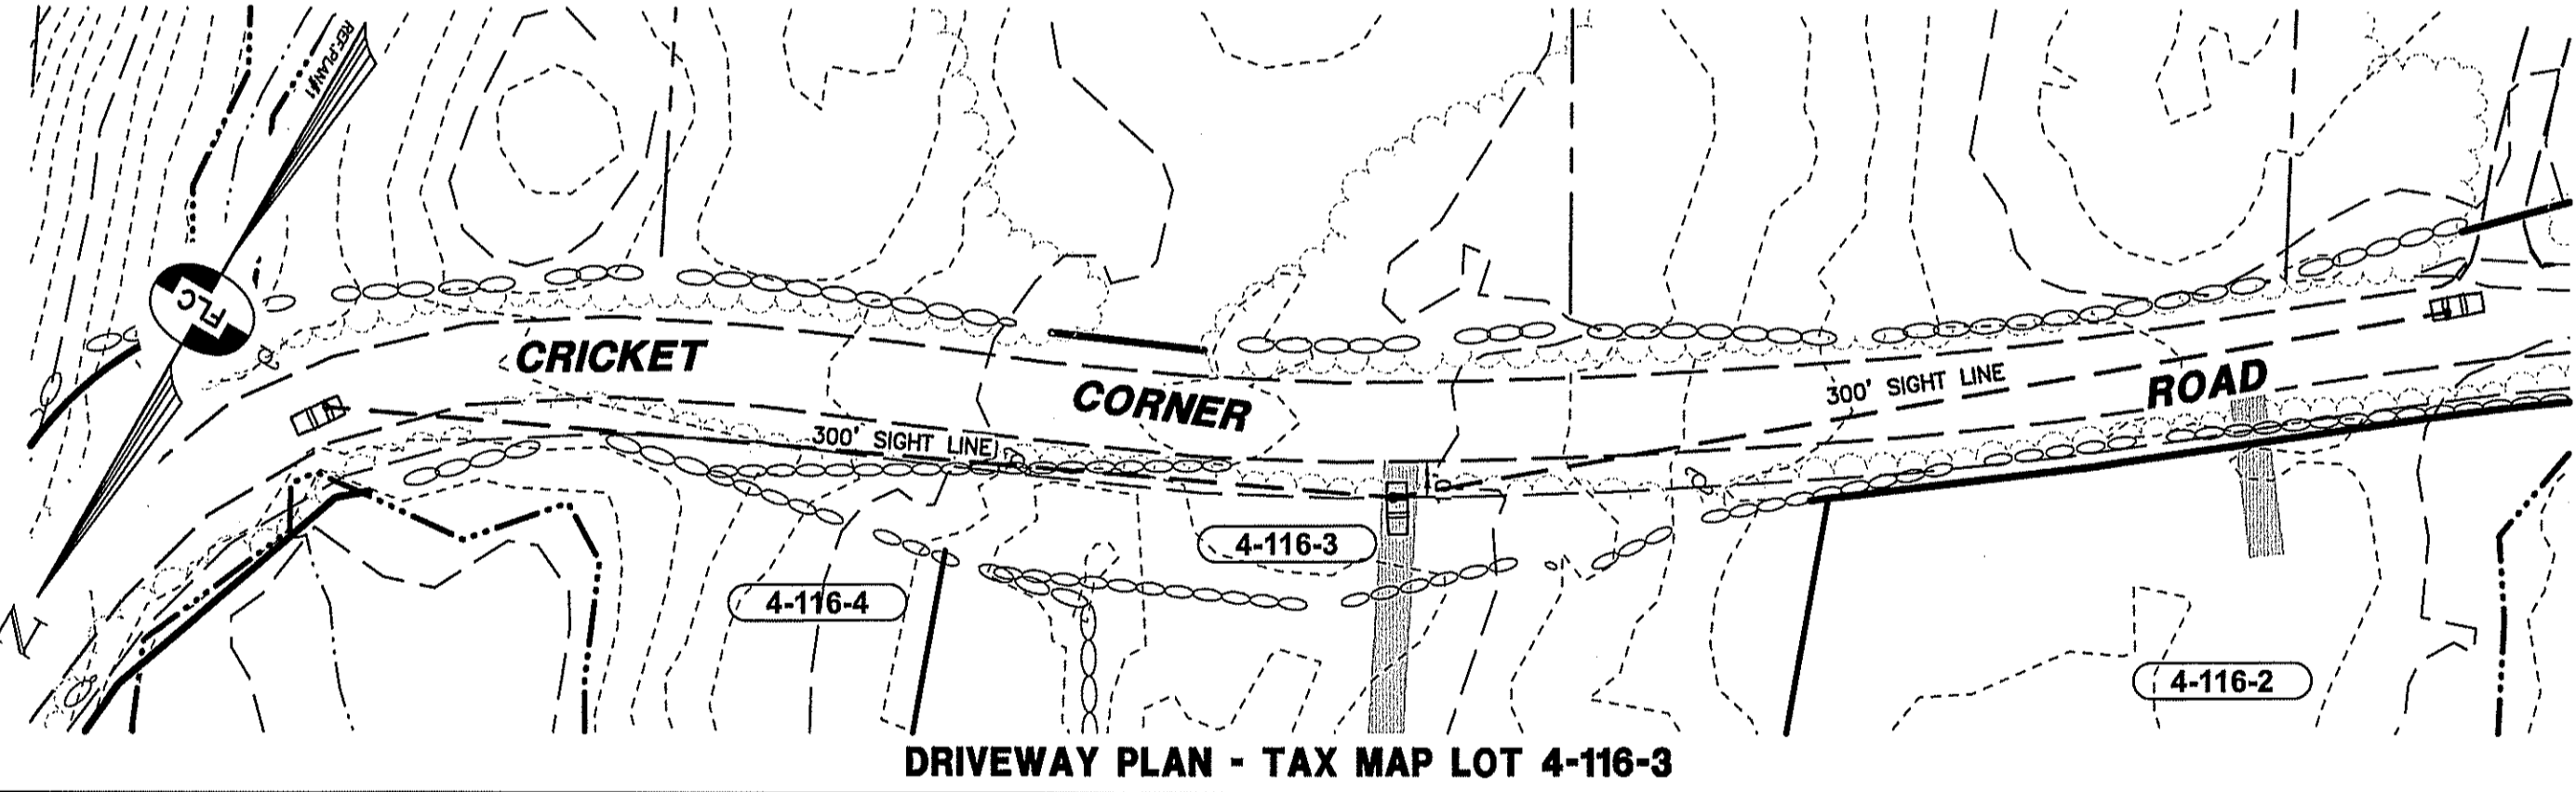 REF. PLAN #1
FLC
N
CRICKET CORNER ROAD
300' SIGHT LINE
300' SIGHT LINE
4-116-3
4-116-4
4-116-2
DRIVEWAY PLAN - TAX MAP LOT 4-116-3